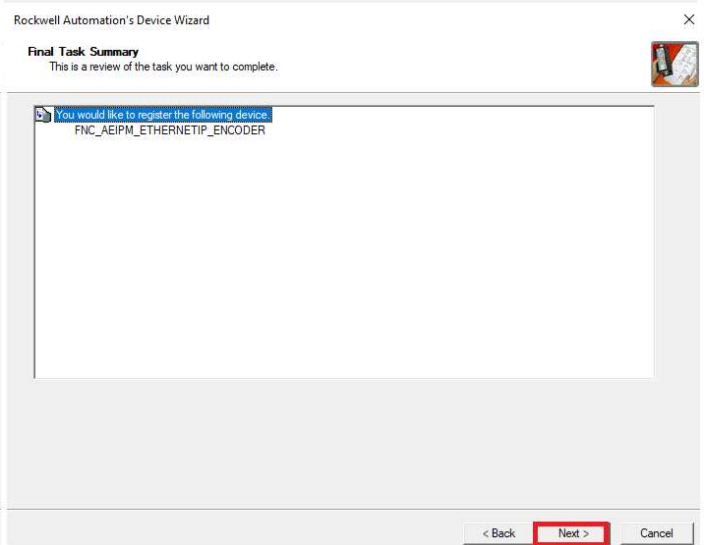 Rockwell Automation's Device Wizard
Final Task Summary
This is a review of the task you want to complete.
You would like to register the following device.
FNC_AEIPM_ETHERNETIP_ENCODER
< Back Next > Cancel